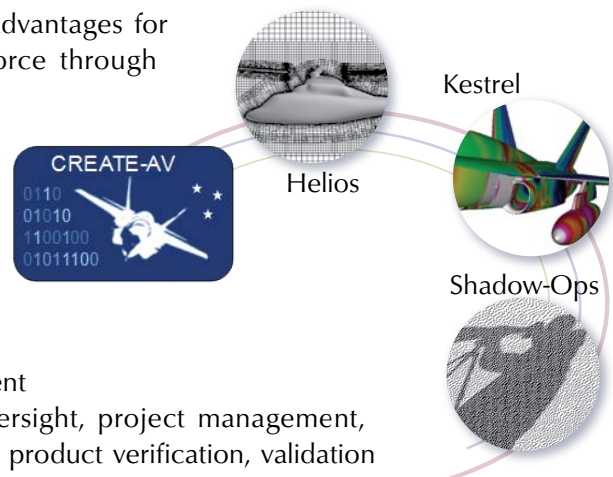 dvantages for
orce through
Kestrel
CREATE-AV
0110
01010
1100100
01011100
Helios
Shadow-Ops
ent
ersight, project management,
product verification, validation